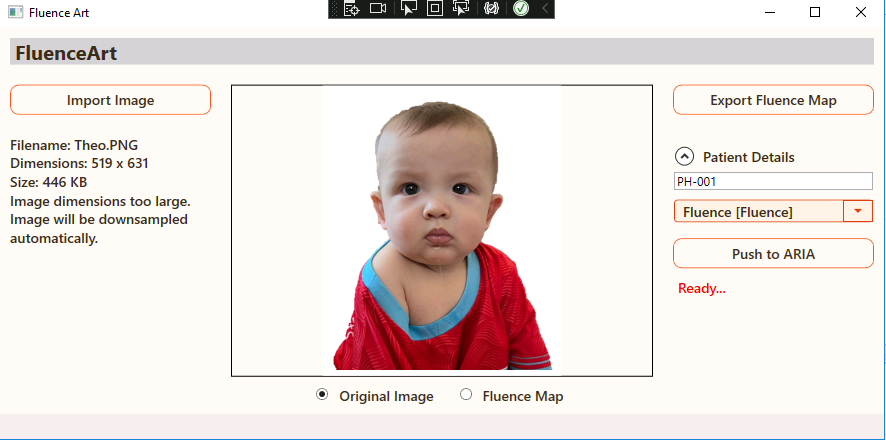 Fluence Art
FluenceArt
Import Image
Export Fluence Map
Filename: Theo.PNG
Dimensions: 519 x 631
Size: 446 KB
Image dimensions too large.
Image will be downsampled
automatically.
Patient Details
PH-001
Fluence [Fluence]
Push to ARIA
Ready...
Original Image
Fluence Map